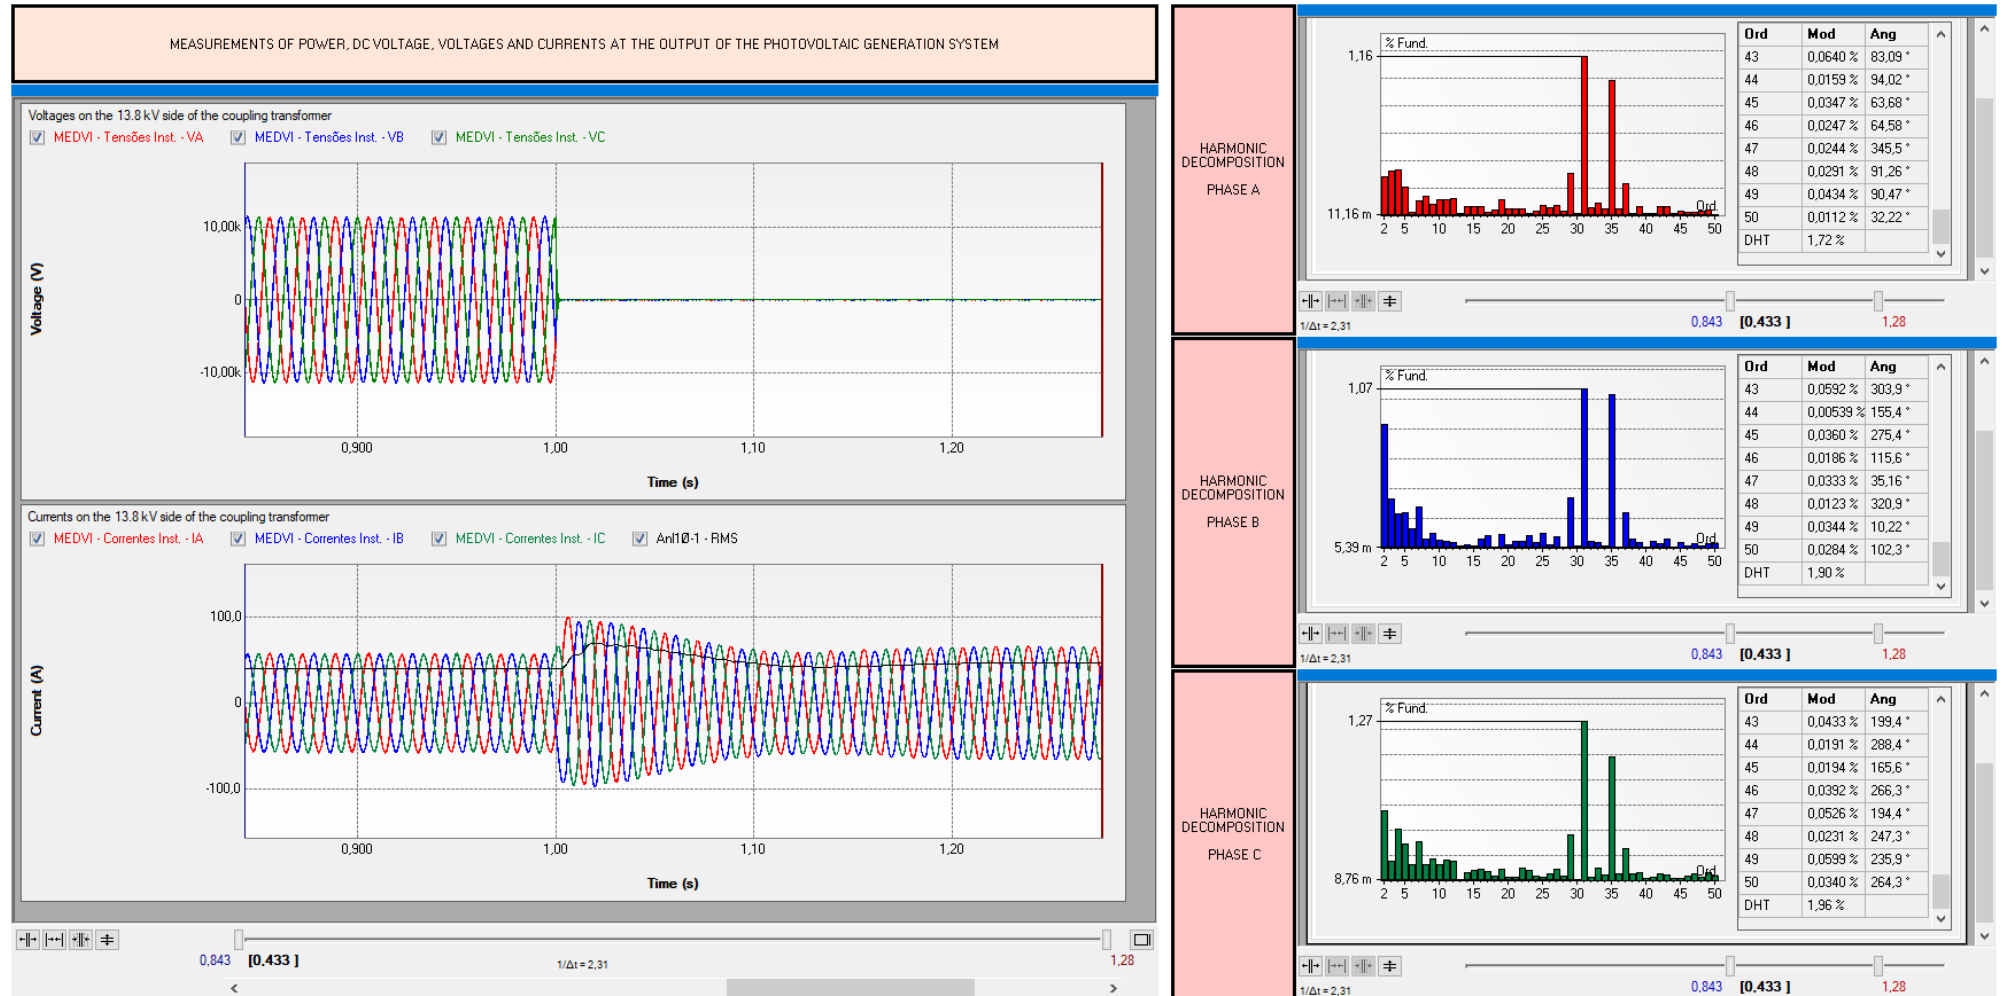 MEASUREMENTS OF POWER, DC VOLTAGE, VOLTAGES AND CURRENTS AT THE OUTPUT OF THE PHOTOVOLTAIC GENERATION SYSTEM
Voltages on the 13.8 kV side of the coupling transformer
MEDVI - Tensões Inst. - VA MEDVI - Tensões Inst. - VB MEDVI - Tensões Inst. - VC
10,00k
0
-10,00k
Voltage (V)
0,900 1,00 1,10 1,20
Time (s)
Currents on the 13.8 kV side of the coupling transformer
MEDVI - Correntes Inst. - IA MEDVI - Correntes Inst. - IB MEDVI - Correntes Inst. - IC Anl1Ø-1 - RMS
100,0
0
-100,0
Current (A)
0,900 1,00 1,10 1,20
Time (s)
0,843 [0,433 ] 1/Δt = 2,31 1,28
HARMONIC
DECOMPOSITION
PHASE A
% Fund.
1,16
11,16 m
Ord.
2 5 10 15 20 25 30 35 40 45 50
Ord Mod Ang
43 0,0640 % 83,09 °
44 0,0159 % 94,02 °
45 0,0347 % 63,68 °
46 0,0247 % 64,58 °
47 0,0244 % 345,5 °
48 0,0291 % 91,26 °
49 0,0434 % 90,47 °
50 0,0112 % 32,22 °
DHT 1,72 %
1/Δt = 2,31 0,843 [0,433 ] 1,28
HARMONIC
DECOMPOSITION
PHASE B
% Fund.
1,07
5,39 m
Ord.
2 5 10 15 20 25 30 35 40 45 50
Ord Mod Ang
43 0,0592 % 303,9 °
44 0,00539 % 155,4 °
45 0,0360 % 275,4 °
46 0,0186 % 115,6 °
47 0,0333 % 35,16 °
48 0,0123 % 320,9 °
49 0,0344 % 10,22 °
50 0,0284 % 102,3 °
DHT 1,90 %
1/Δt = 2,31 0,843 [0,433 ] 1,28
HARMONIC
DECOMPOSITION
PHASE C
% Fund.
1,27
8,76 m
Ord.
2 5 10 15 20 25 30 35 40 45 50
Ord Mod Ang
43 0,0433 % 199,4 °
44 0,0191 % 288,4 °
45 0,0194 % 165,6 °
46 0,0392 % 266,3 °
47 0,0526 % 194,4 °
48 0,0231 % 247,3 °
49 0,0599 % 235,9 °
50 0,0340 % 264,3 °
DHT 1,96 %
1/Δt = 2,31 0,843 [0,433 ] 1,28